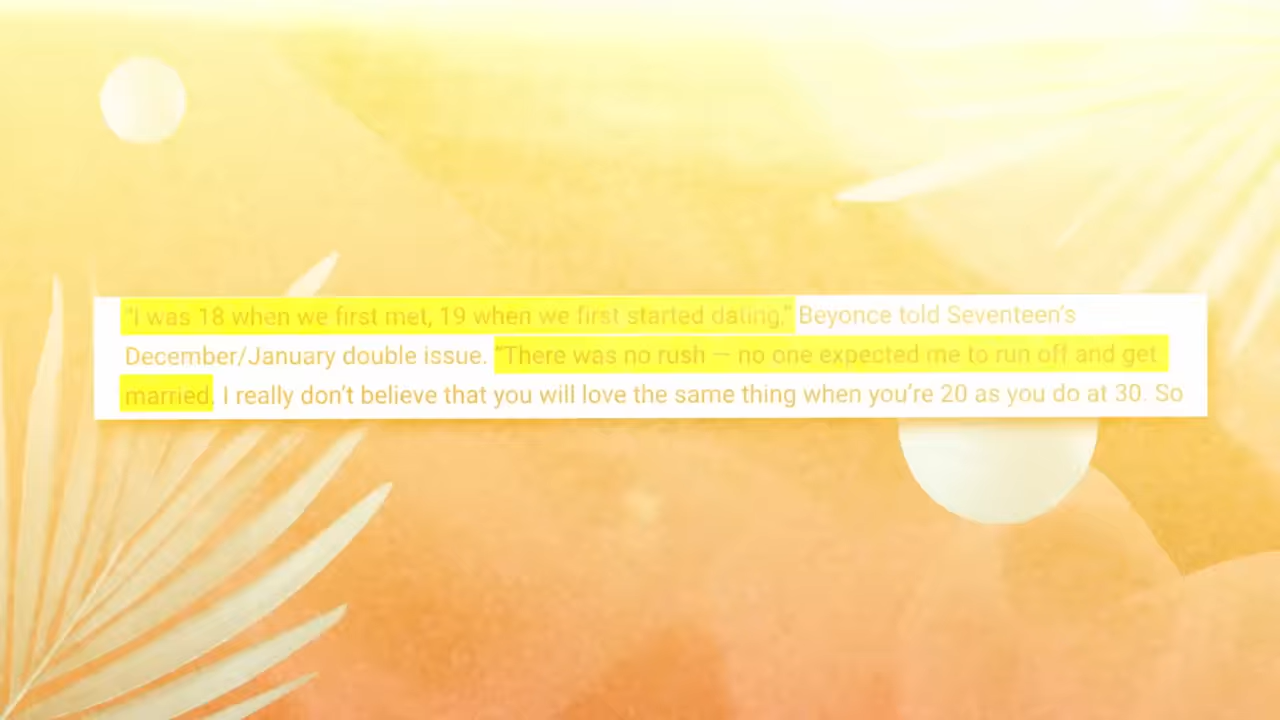 "I was 18 when we first met, 19 when we first started dating," Beyonce told Seventeen's
December/January double issue. "There was no rush — no one expected me to run off and get
married. I really don't believe that you will love the same thing when you're 20 as you do at 30. So